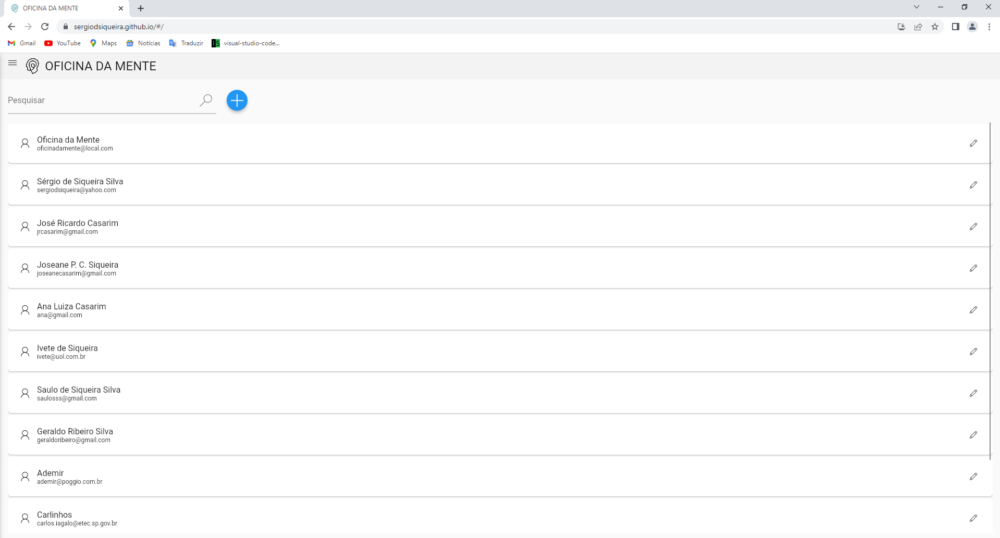 OFICINA DA MENTE
sergiodsiqueira.github.io/#/
Gmail YouTube Maps Notícias Traduzir visual-studio-code...
OFICINA DA MENTE
Pesquisar
Oficina da Mente
oficinadamente@local.com
Sérgio de Siqueira Silva
sergiodsiqueira@yahoo.com
José Ricardo Casarim
jrcasarim@gmail.com
Joseane P. C. Siqueira
joseanecasarim@gmail.com
Ana Luiza Casarim
ana@gmail.com
Ivete de Siqueira
ivete@uol.com.br
Saulo de Siqueira Silva
saulosss@gmail.com
Geraldo Ribeiro Silva
geraldoribeiro@gmail.com
Ademir
ademir@poggio.com.br
Carlinhos
carlos.iagalo@etec.sp.gov.br